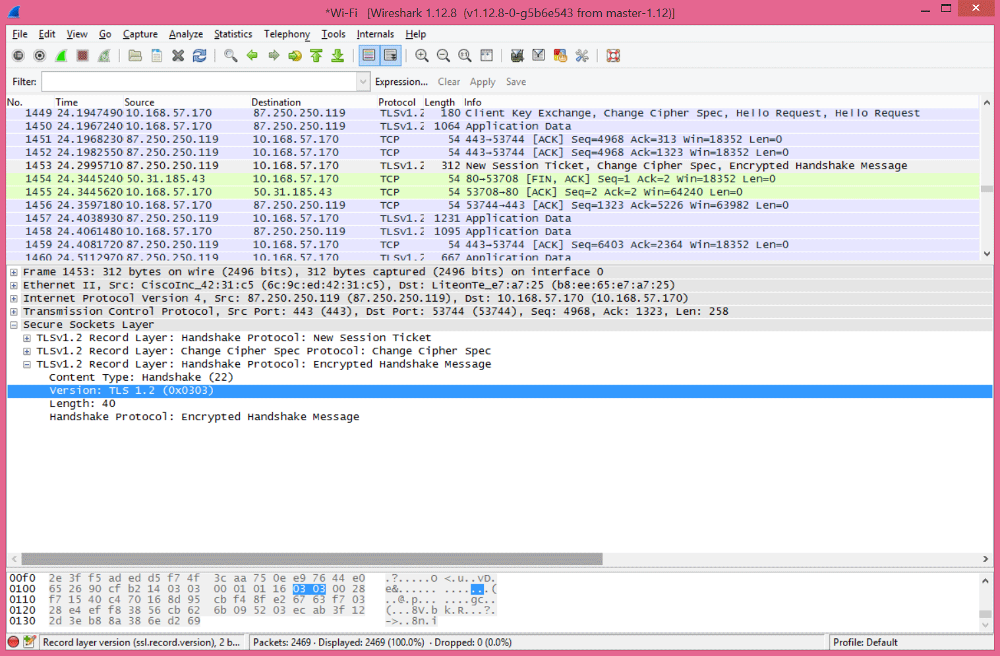 *Wi-Fi   [Wireshark 1.12.8  (v1.12.8-0-g5b6e543 from master-1.12)]
File Edit View Go Capture Analyze Statistics Telephony Tools Internals Help
Filter: Expression... Clear Apply Save
No. Time Source Destination Protocol Length Info
1449 24.1947490 10.168.57.170 87.250.250.119 TLSv1.2 180 Client Key Exchange, Change Cipher Spec, Hello Request, Hello Request
1450 24.1967240 10.168.57.170 87.250.250.119 TLSv1.2 1064 Application Data
1451 24.1968230 87.250.250.119 10.168.57.170 TCP 54 443→53744 [ACK] Seq=4968 Ack=313 Win=18352 Len=0
1452 24.1982550 87.250.250.119 10.168.57.170 TCP 54 443→53744 [ACK] Seq=4968 Ack=1323 Win=18352 Len=0
1453 24.2995710 87.250.250.119 10.168.57.170 TLSv1.2 312 New Session Ticket, Change Cipher Spec, Encrypted Handshake Message
1454 24.3445240 50.31.185.43 10.168.57.170 TCP 54 80→53708 [FIN, ACK] Seq=1 Ack=2 Win=18352 Len=0
1455 24.3445620 10.168.57.170 50.31.185.43 TCP 54 53708→80 [ACK] Seq=2 Ack=2 Win=64240 Len=0
1456 24.3597180 10.168.57.170 87.250.250.119 TCP 54 53744→443 [ACK] Seq=1323 Ack=5226 Win=63982 Len=0
1457 24.4038930 87.250.250.119 10.168.57.170 TLSv1.2 1231 Application Data
1458 24.4061480 10.168.57.170 87.250.250.119 TLSv1.2 1095 Application Data
1459 24.4081720 87.250.250.119 10.168.57.170 TCP 54 443→53744 [ACK] Seq=6403 Ack=2364 Win=18352 Len=0
1460 24.5112970 87.250.250.119 10.168.57.170 TLSv1.2 667 Application Data
Frame 1453: 312 bytes on wire (2496 bits), 312 bytes captured (2496 bits) on interface 0
Ethernet II, Src: CiscoInc_42:31:c5 (6c:9c:ed:42:31:c5), Dst: LiteonTe_e7:a7:25 (b8:ee:65:e7:a7:25)
Internet Protocol Version 4, Src: 87.250.250.119 (87.250.250.119), Dst: 10.168.57.170 (10.168.57.170)
Transmission Control Protocol, Src Port: 443 (443), Dst Port: 53744 (53744), Seq: 4968, Ack: 1323, Len: 258
Secure Sockets Layer
TLSv1.2 Record Layer: Handshake Protocol: New Session Ticket
TLSv1.2 Record Layer: Change Cipher Spec Protocol: Change Cipher Spec
TLSv1.2 Record Layer: Handshake Protocol: Encrypted Handshake Message
Content Type: Handshake (22)
Version: TLS 1.2 (0x0303)
Length: 40
Handshake Protocol: Encrypted Handshake Message
00f0 2e 3f f5 ad ed d5 f7 4f 3c aa 75 0e e9 76 44 e0 .?.....O <.u..vD.
0100 65 26 90 cf b2 14 03 03 00 01 01 16 03 03 00 28 e&...... .......(
0110 f7 15 40 c4 70 16 8d 95 cb f4 8f e2 67 63 f7 03 ..@.p... ....gc..
0120 28 e4 ef f8 38 56 cb 62 6b 09 52 03 ec ab 3f 12 (...8V.b k.R...?.
0130 2d 3e b8 8a 38 6e d2 69 ->..8n.i
Record layer version (ssl.record.version), 2 b... Packets: 2469 · Displayed: 2469 (100.0%) · Dropped: 0 (0.0%) Profile: Default